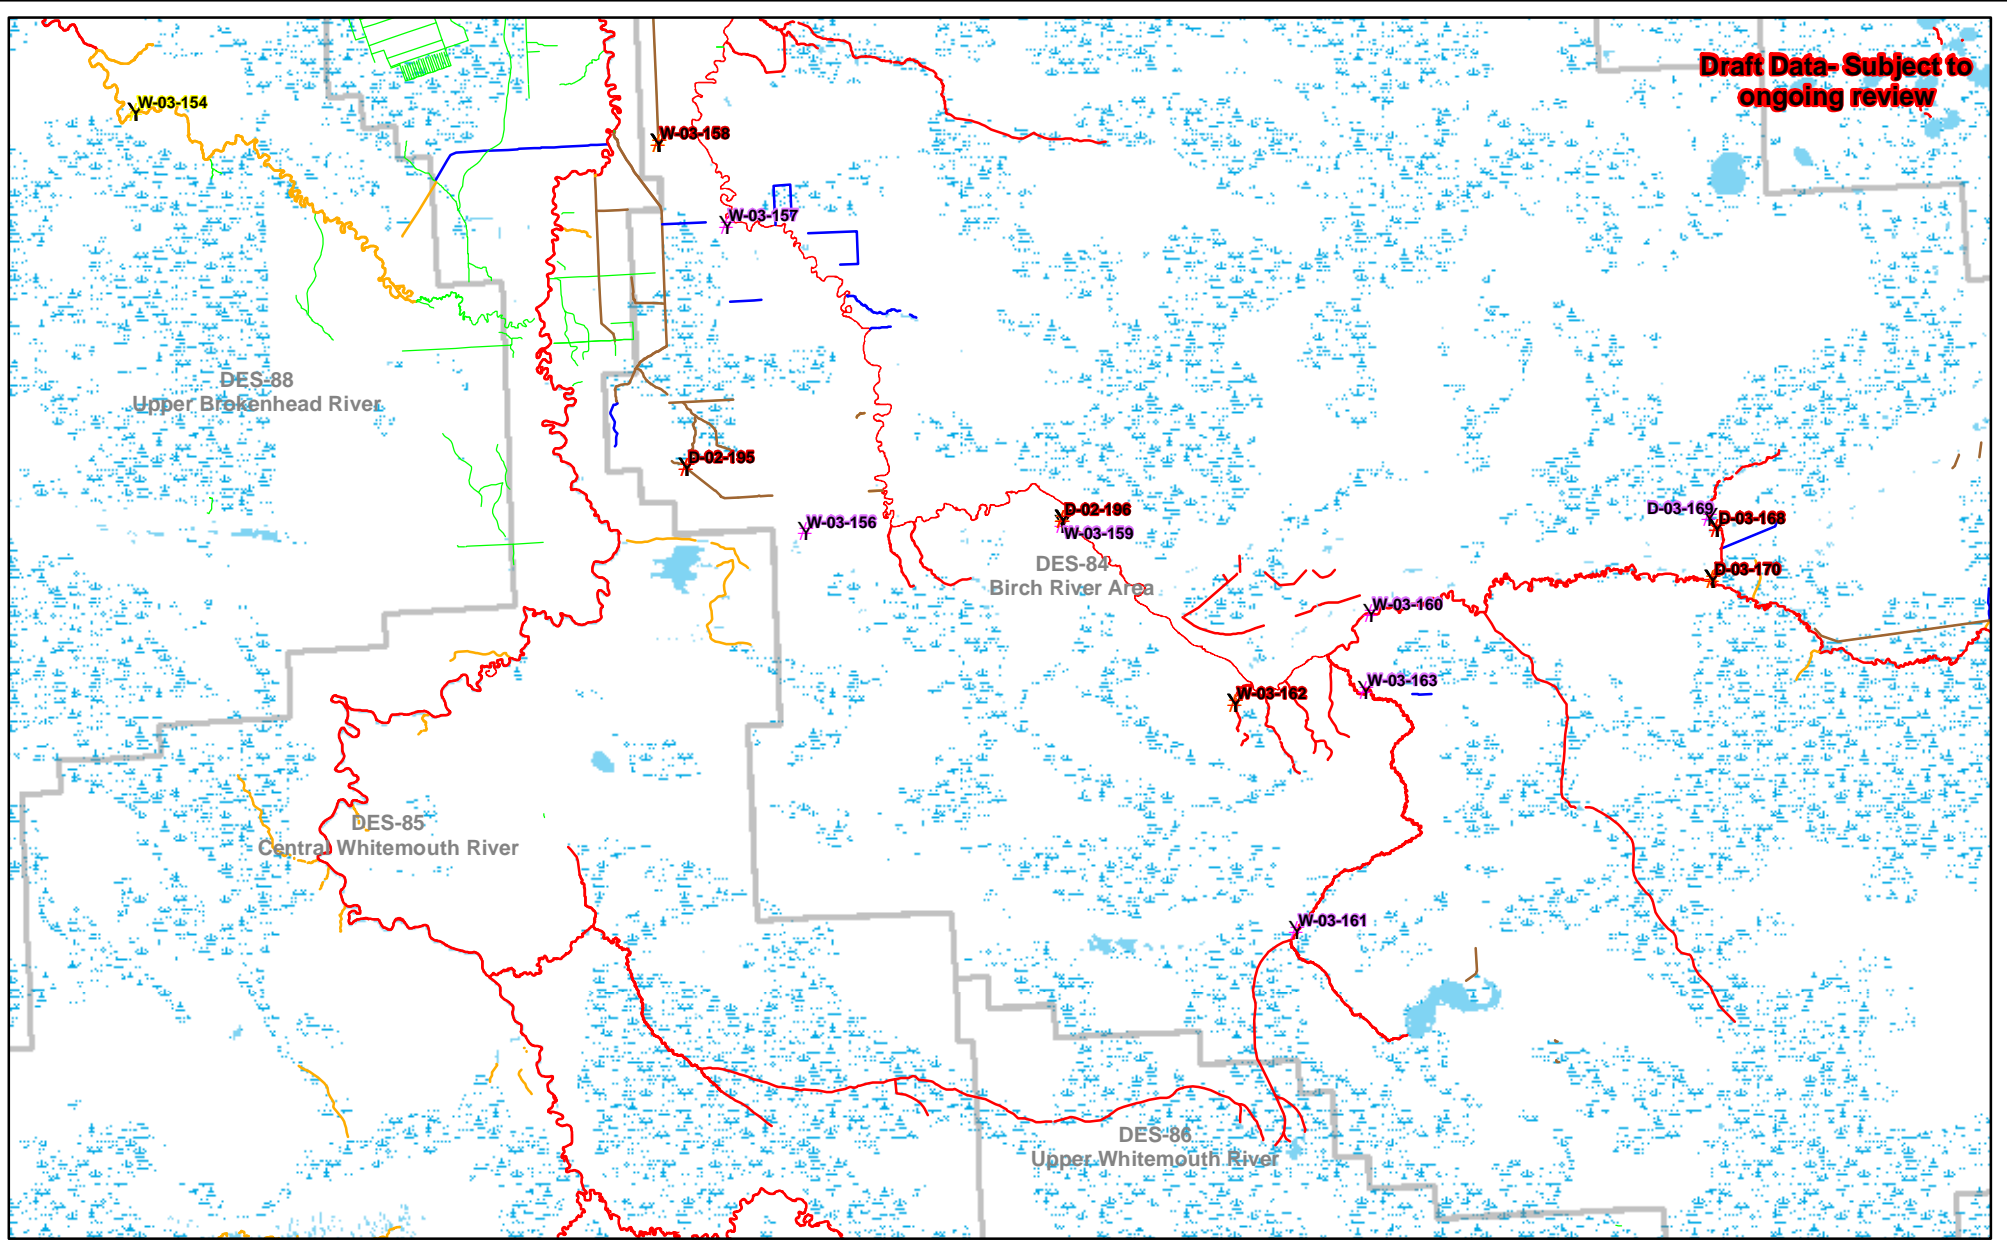 Draft Data- Subject to
ongoing review
W-03-154
W-03-158
W-03-157
DES-88
Upper Brokenhead River
D-02-195
W-03-156
D-02-196
W-03-159
DES-84
Birch River Area
D-03-169
D-03-168
D-03-170
W-03-160
W-03-163
W-03-162
DES-85
Central Whitemouth River
W-03-161
DES-86
Upper Whitemouth River